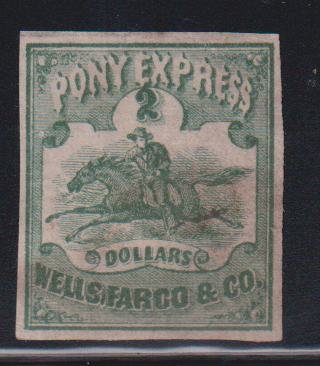 PONY EXPRESS
2
DOLLARS
WELLS, FARGO & CO.